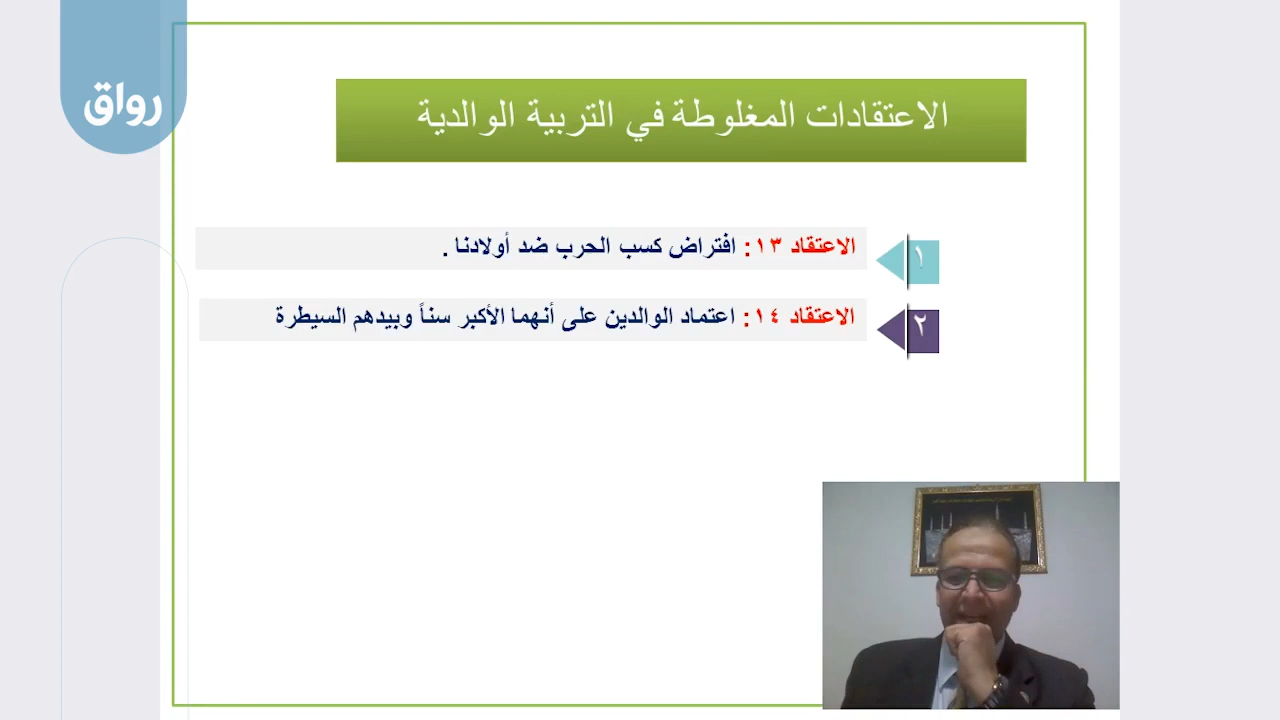 رواق
الاعتقادات المغلوطة في التربية الوالدية
١
الاعتقاد ١٣: افتراض كسب الحرب ضد أولادنا .
٢
الاعتقاد ١٤: اعتماد الوالدين على أنهما الأكبر سناً وبيدهم السيطرة